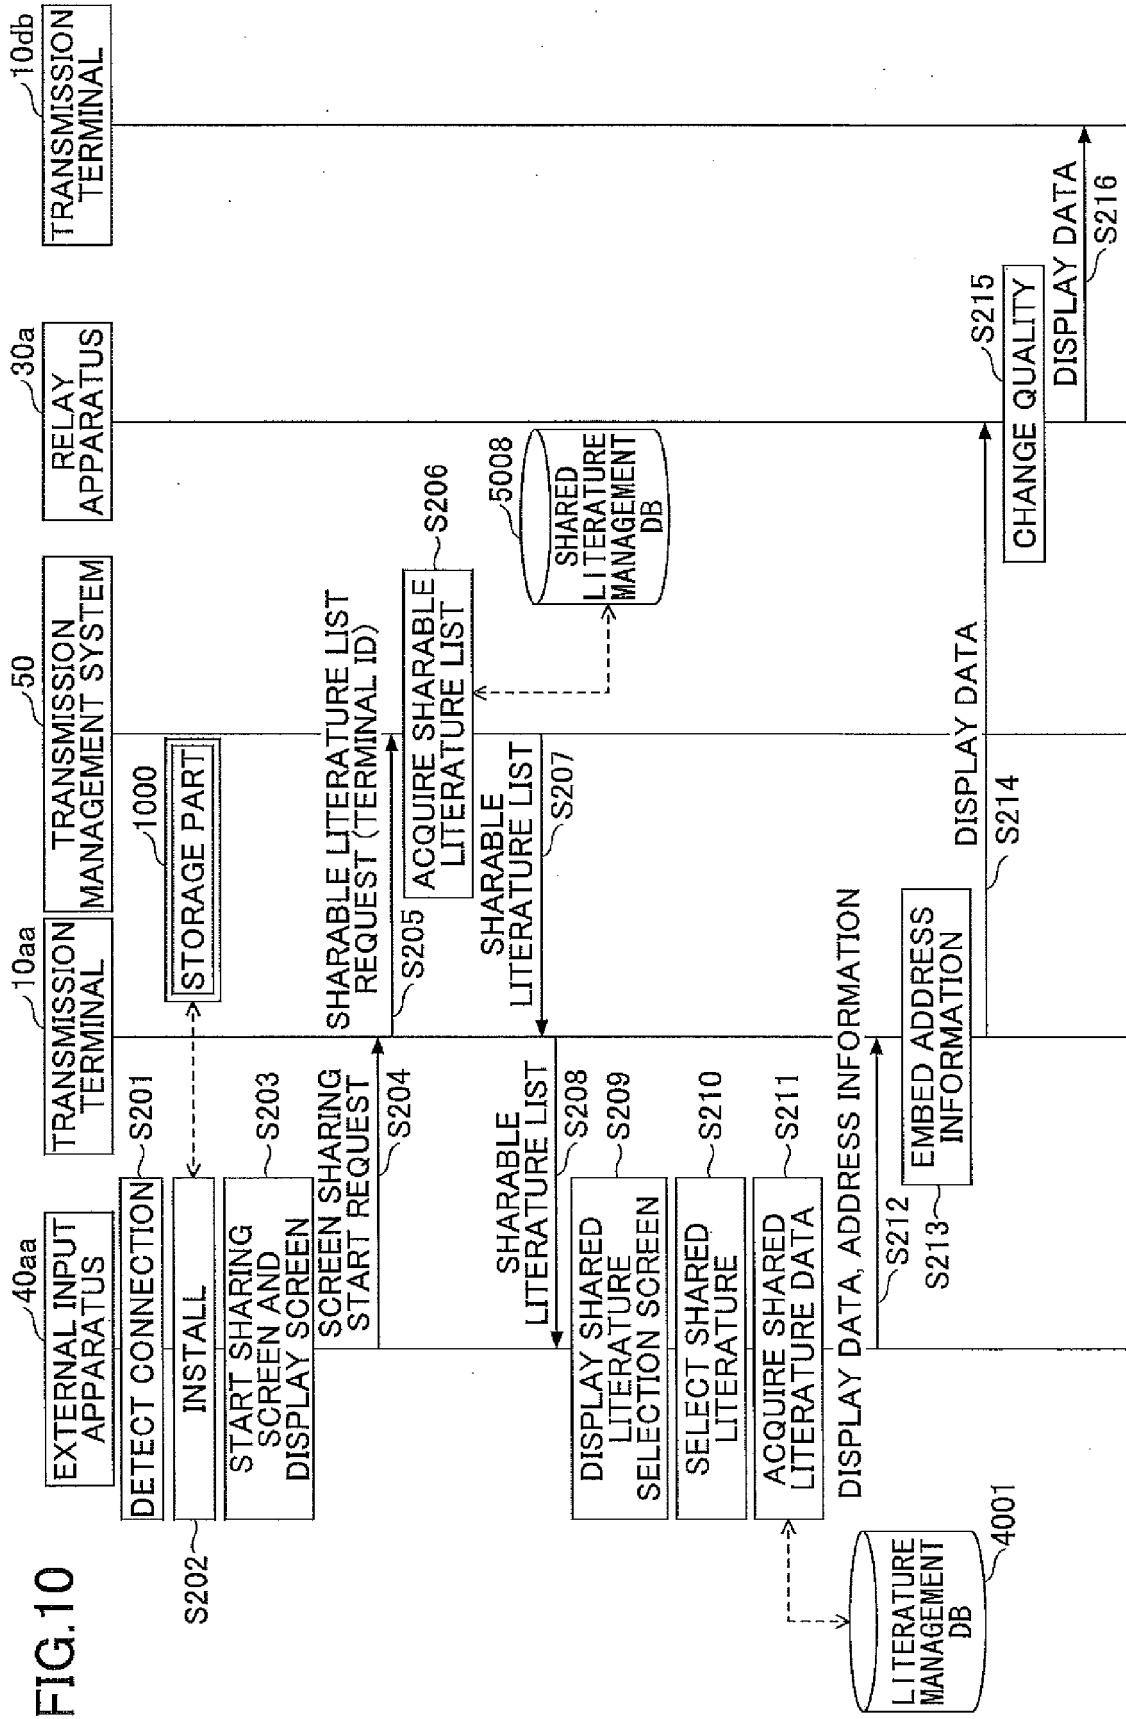 FIG.10
40aa
EXTERNAL INPUT
APPARATUS
10aa
TRANSMISSION
TERMINAL
50
TRANSMISSION
MANAGEMENT SYSTEM
30a
RELAY
APPARATUS
10db
TRANSMISSION
TERMINAL
DETECT CONNECTION
S201
S202
INSTALL
1000
STORAGE PART
START SHARING
SCREEN AND
DISPLAY SCREEN
S203
SCREEN SHARING
START REQUEST
S204
SHARABLE LITERATURE LIST
REQUEST (TERMINAL ID)
S205
ACQUIRE SHARABLE
LITERATURE LIST
S206
5008
SHARED
LITERATURE
MANAGEMENT
DB
SHARABLE
LITERATURE LIST
S207
SHARABLE
LITERATURE LIST
S208
DISPLAY SHARED
LITERATURE
SELECTION SCREEN
S209
SELECT SHARED
LITERATURE
S210
ACQUIRE SHARED
LITERATURE DATA
S211
LITERATURE
MANAGEMENT
DB
4001
DISPLAY DATA, ADDRESS INFORMATION
S212
S213
EMBED ADDRESS
INFORMATION
DISPLAY DATA
S214
S215
CHANGE QUALITY
DISPLAY DATA
S216